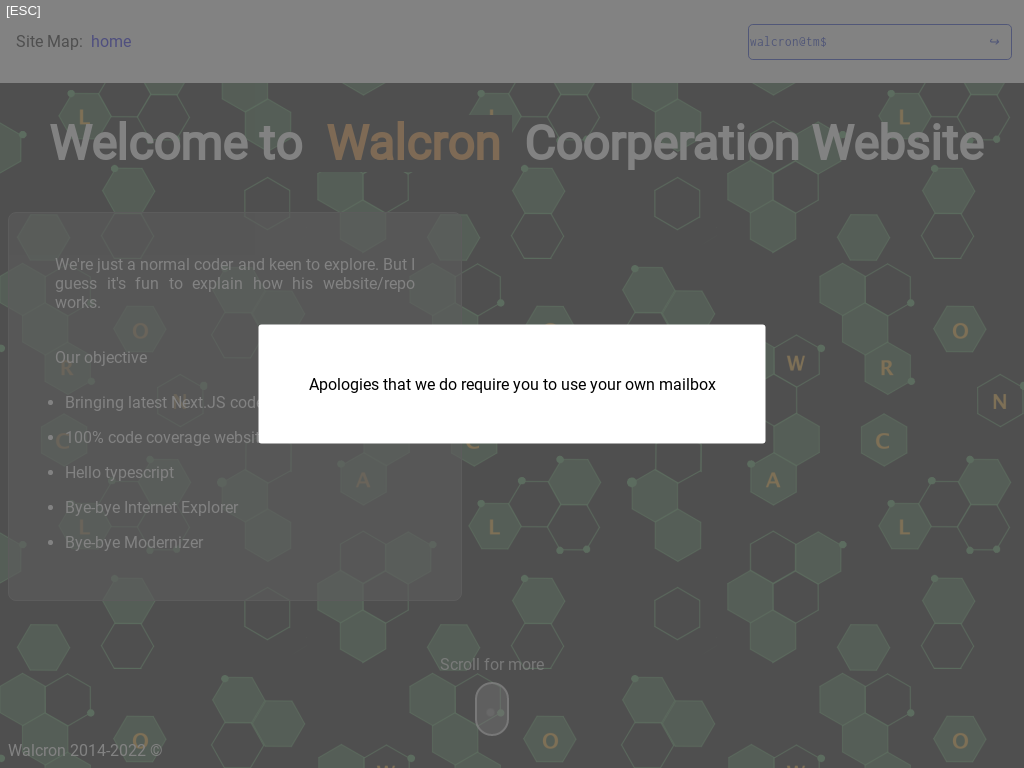 [ESC]
Site Map: home
walcron@tm$ ↪
Welcome to Walcron Coorperation Website
We're just a normal coder and keen to explore. But I
guess it's fun to explain how his website/repo
works.
Our objective
Apologies that we do require you to use your own mailbox
Bringing latest Next.JS code
100% code coverage websit
Hello typescript
Bye-bye Internet Explorer
Bye-bye Modernizer
Scroll for more
Walcron 2014-2022 ©